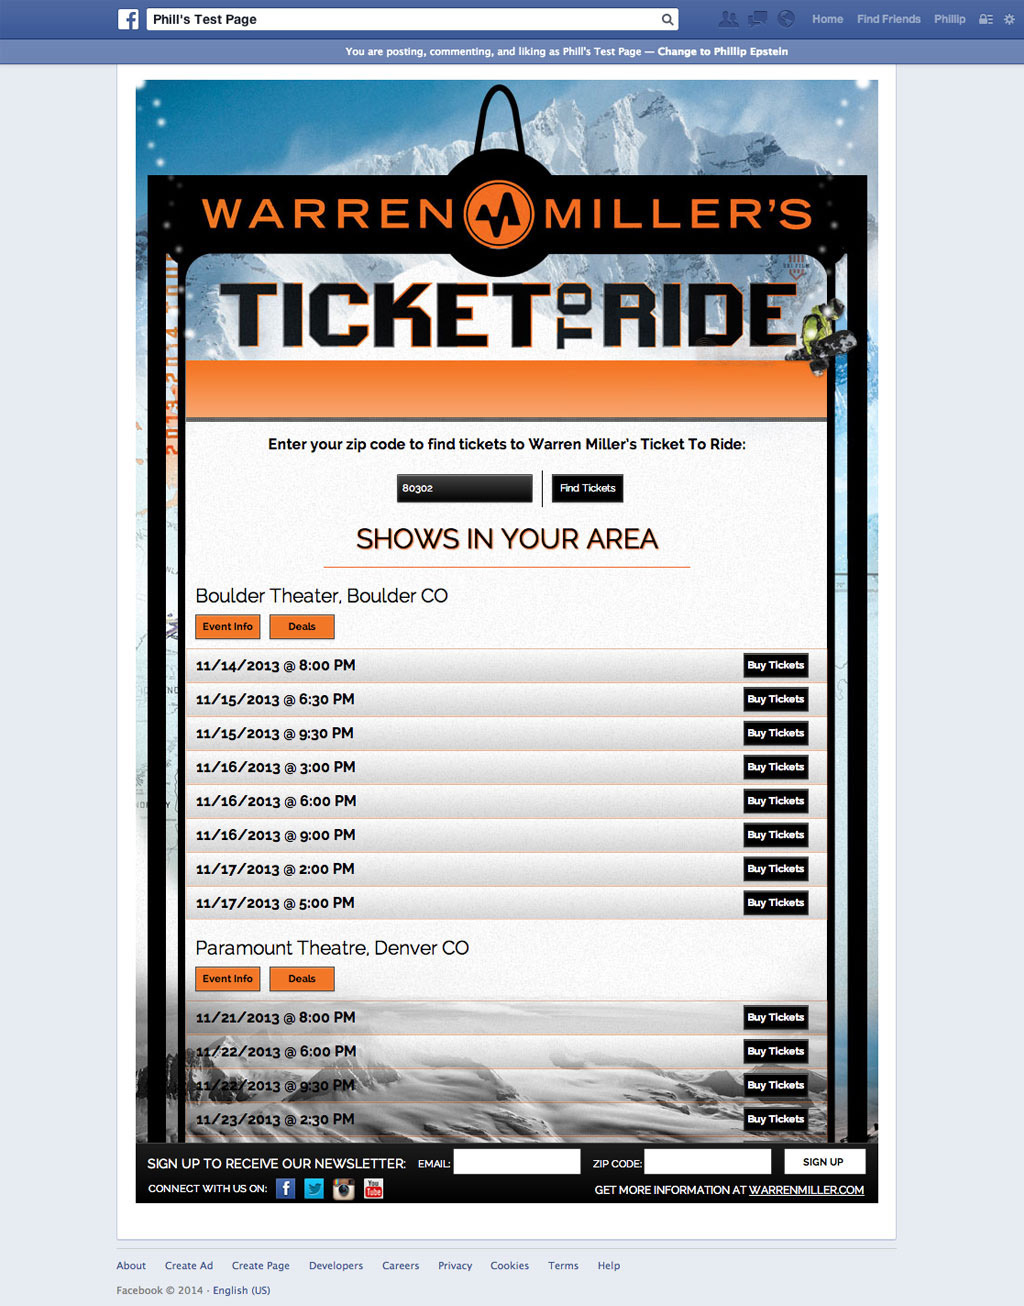 Phill's Test Page
Home Find Friends Phillip
You are posting, commenting, and liking as Phill's Test Page — Change to Phillip Epstein
WARREN MILLER'S
TICKET TO RIDE
2013-2014
Enter your zip code to find tickets to Warren Miller's Ticket To Ride:
80302 Find Tickets
SHOWS IN YOUR AREA
Boulder Theater, Boulder CO
Event Info Deals
11/14/2013 @ 8:00 PM Buy Tickets
11/15/2013 @ 6:30 PM Buy Tickets
11/15/2013 @ 9:30 PM Buy Tickets
11/16/2013 @ 3:00 PM Buy Tickets
11/16/2013 @ 6:00 PM Buy Tickets
11/16/2013 @ 9:00 PM Buy Tickets
11/17/2013 @ 2:00 PM Buy Tickets
11/17/2013 @ 5:00 PM Buy Tickets
Paramount Theatre, Denver CO
Event Info Deals
11/21/2013 @ 8:00 PM Buy Tickets
11/22/2013 @ 6:00 PM Buy Tickets
11/22/2013 @ 9:30 PM Buy Tickets
11/23/2013 @ 2:30 PM Buy Tickets
SIGN UP TO RECEIVE OUR NEWSLETTER: EMAIL: ZIP CODE: SIGN UP
CONNECT WITH US ON: You Tube GET MORE INFORMATION AT WARRENMILLER.COM
About Create Ad Create Page Developers Careers Privacy Cookies Terms Help
Facebook © 2014 · English (US)